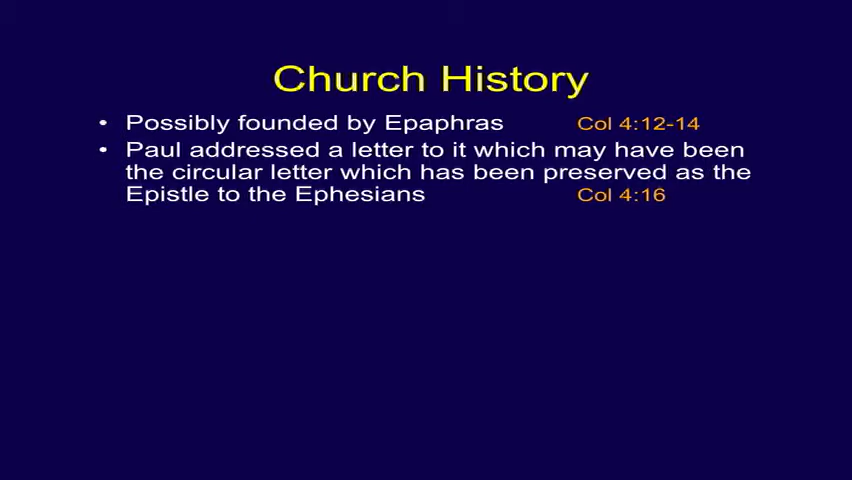 Church History
• Possibly founded by Epaphras Col 4:12-14
• Paul addressed a letter to it which may have been
the circular letter which has been preserved as the
Epistle to the Ephesians Col 4:16